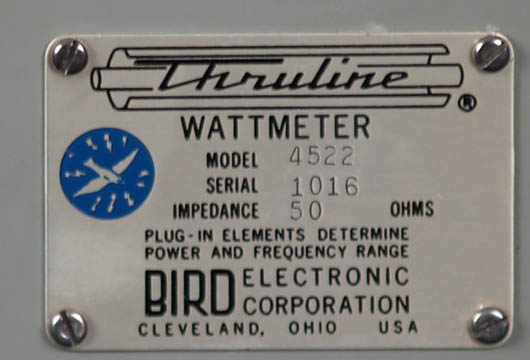 Thruline ®
WATTMETER
MODEL 4522
SERIAL 1016
IMPEDANCE 50 OHMS
PLUG-IN ELEMENTS DETERMINE
POWER AND FREQUENCY RANGE
BIRD ELECTRONIC
CORPORATION
CLEVELAND, OHIO USA